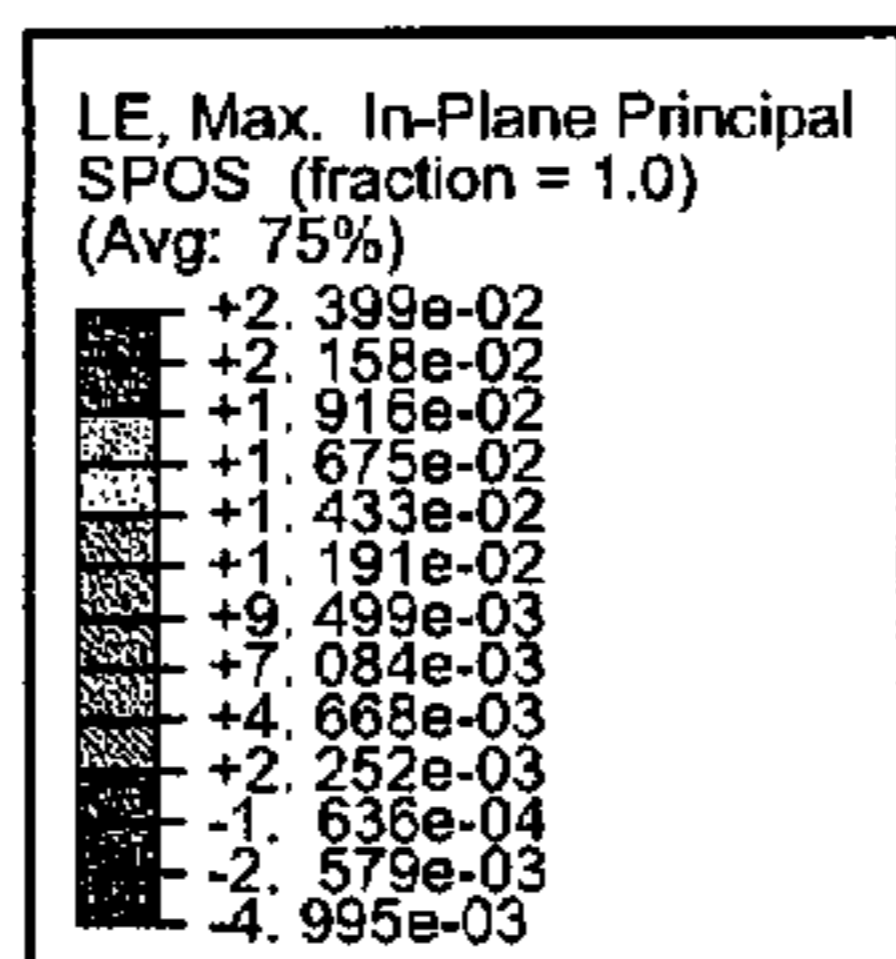 LE, Max. In-Plane Principal
SPOS (fraction = 1.0)
(Avg: 75%)
+2. 399e-02
+2. 158e-02
+1. 916e-02
+1. 675e-02
+1. 433e-02
+1. 191e-02
+9. 499e-03
+7. 084e-03
+4. 668e-03
+2. 252e-03
-1. 636e-04
-2. 579e-03
-4. 995e-03